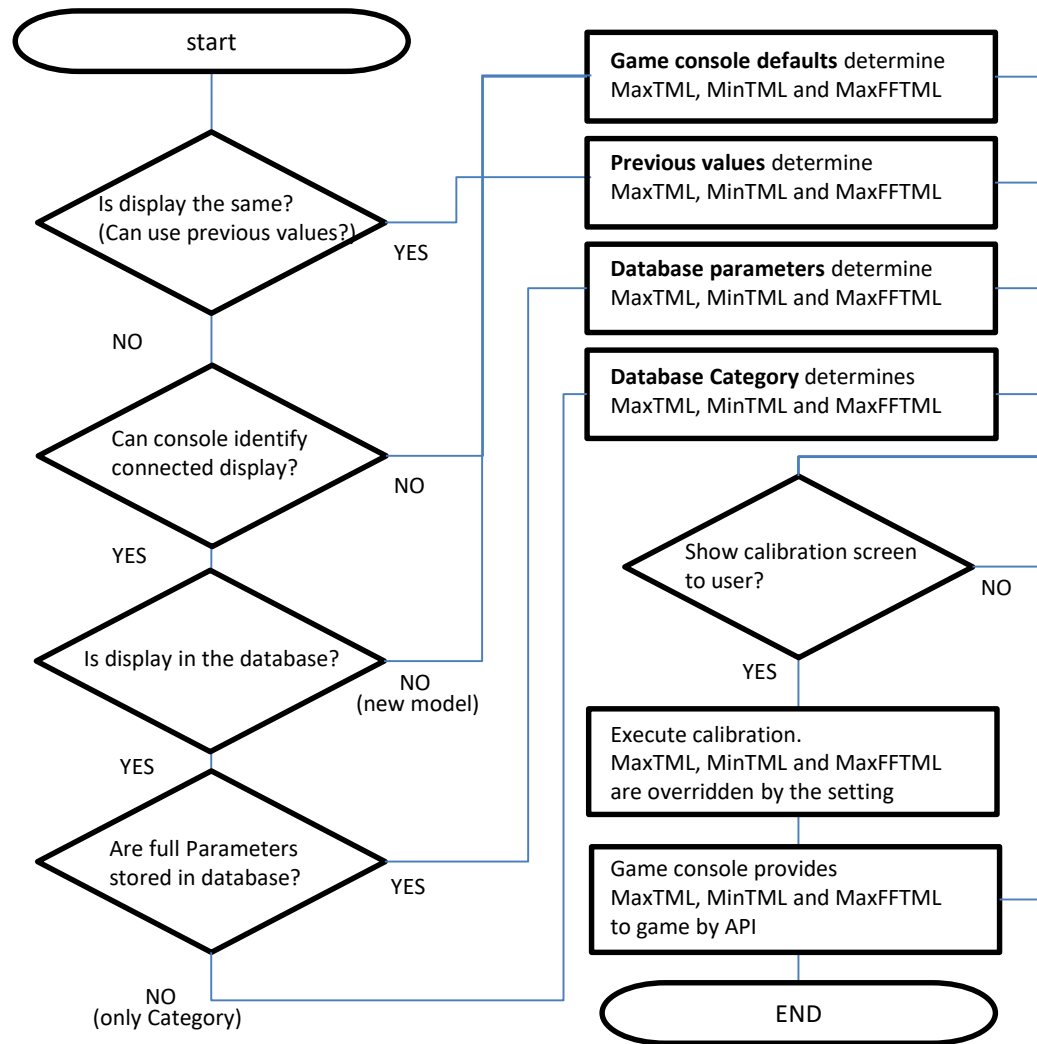 start
Is display the same?
(Can use previous values?)
YES
NO
Can console identify
connected display?
NO
YES
Is display in the database?
NO
(new model)
YES
Are full Parameters
stored in database?
YES
NO
(only Category)
Game console defaults determine
MaxTML, MinTML and MaxFFTML
Previous values determine
MaxTML, MinTML and MaxFFTML
Database parameters determine
MaxTML, MinTML and MaxFFTML
Database Category determines
MaxTML, MinTML and MaxFFTML
Show calibration screen
to user?
NO
YES
Execute calibration.
MaxTML, MinTML and MaxFFTML
are overridden by the setting
Game console provides
MaxTML, MinTML and MaxFFTML
to game by API
END